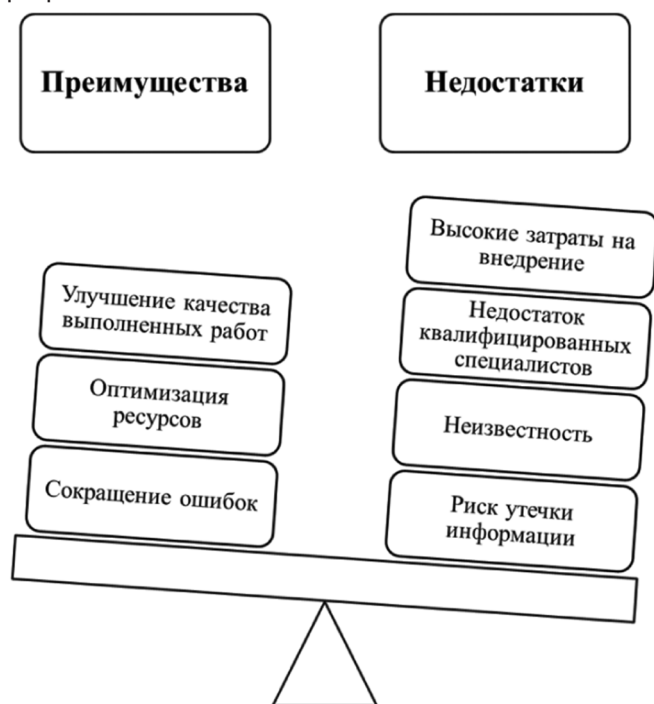 Преимущества
Недостатки
Улучшение качества
выполненных работ
Оптимизация
ресурсов
Сокращение ошибок
Высокие затраты на
внедрение
Недостаток
квалифицированных
специалистов
Неизвестность
Риск утечки
информации